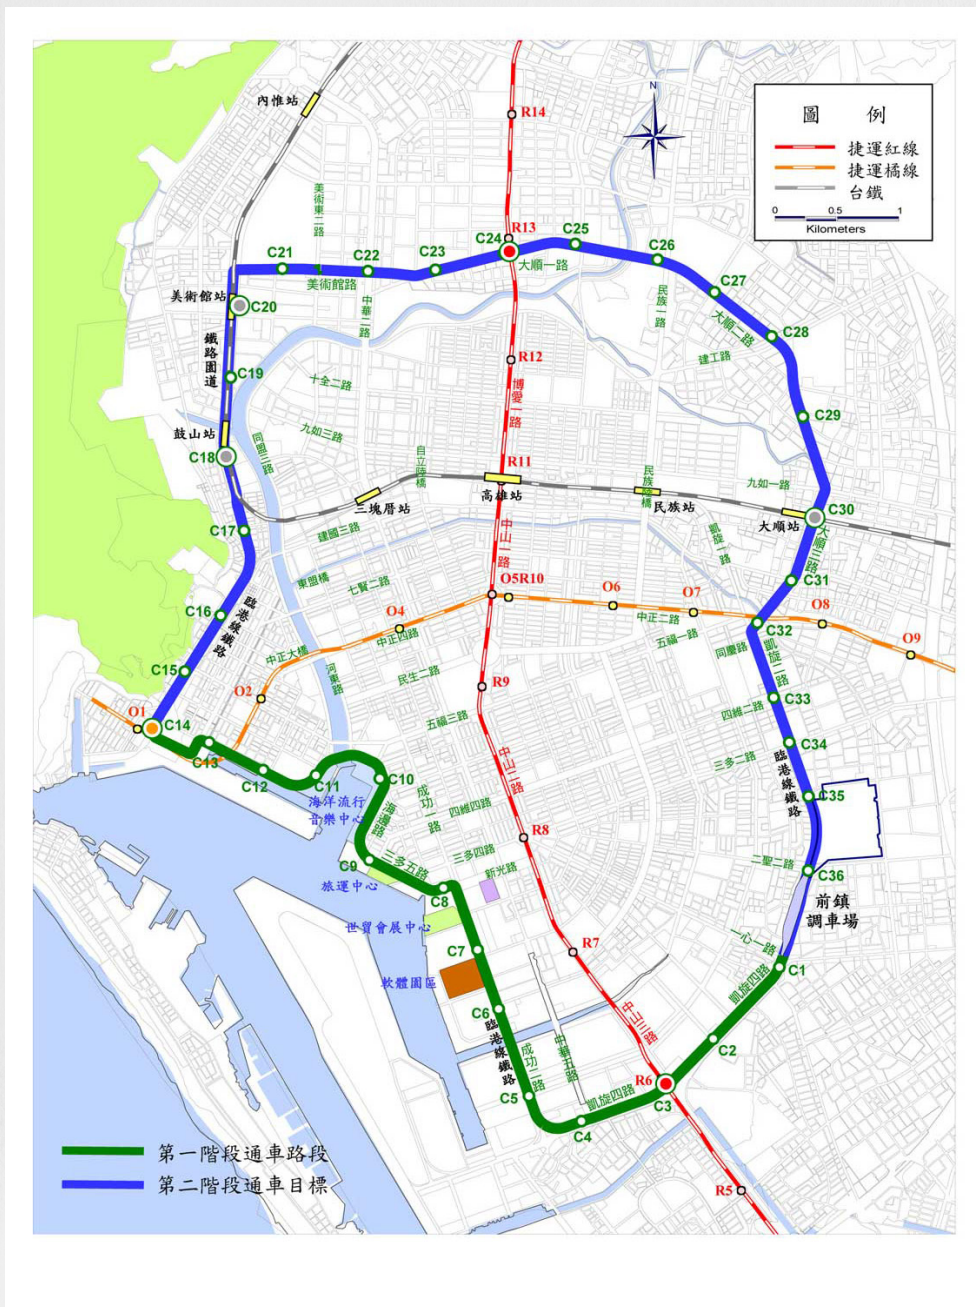 圖 例
捷運紅線
捷運橘線
台鐵
0 0.5 1
Kilometers
N
內惟站
R14
美術東二路
R13
C24
C25
大順一路
C26
C21
C22
C23
美術館路
C27
美術館站
C20
中華二路
民族一路
大順二路
C28
鐵路園道
建工路
C19
R12
十全二路
博愛一路
C29
鼓山站
九如三路
C18
同盟三路
自立陸橋
R11
民族陸橋
九如一路
高雄站
三塊厝站
民族站
大順站
C30
C17
建國三路
中山一路
凱旋一路
大順三路
東盟橋
七賢二路
C31
O5R10
O6
O7
C16
臨港線鐵路
O4
中正四路
中正二路
O8
C32
五福一路
同慶路
O9
中正大橋
C15
河東路
民生二路
R9
凱旋二路
O2
C33
四維二路
O1
C14
五福三路
C13
C34
中山二路
三多二路
臨港線鐵路
C12
C11
C10
海洋流行
音樂中心
成功一路
海邊路
四維四路
C35
R8
C9
三多五路
三多四路
二聖二路
C36
新光路
旅運中心
C8
前鎮
調車場
世貿會展中心
一心一路
C7
R7
C1
軟體園區
凱旋四路
C6
中山三路
臨港線鐵路
成功二路
中華五路
C2
R6
C3
C5
凱旋四路
C4
第一階段通車路段
第二階段通車目標
R5